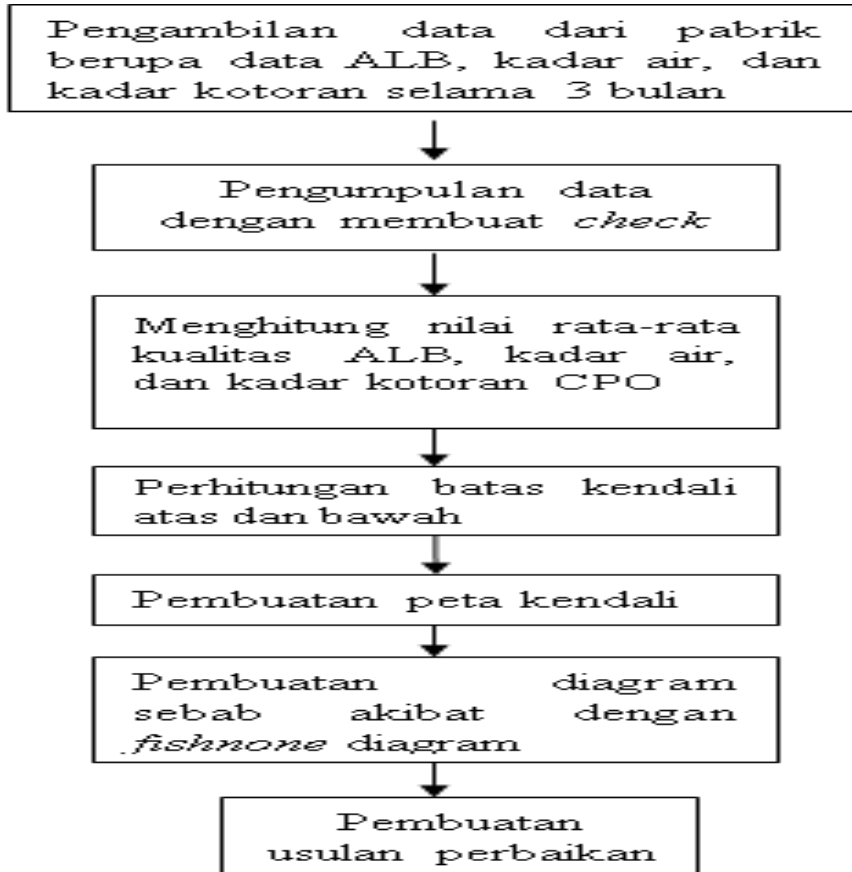 Pengambilan data dari pabrik
berupa data ALB, kadar air, dan
kadar kotoran selama 3 bulan
Pengumpulan data
dengan membuat check
Menghitung nilai rata-rata
kualitas ALB, kadar air,
dan kadar kotoran CPO
Perhitungan batas kendali
atas dan bawah
Pembuatan peta kendali
Pembuatan diagram
sebab akibat dengan
fishnone diagram
Pembuatan
usulan perbaikan